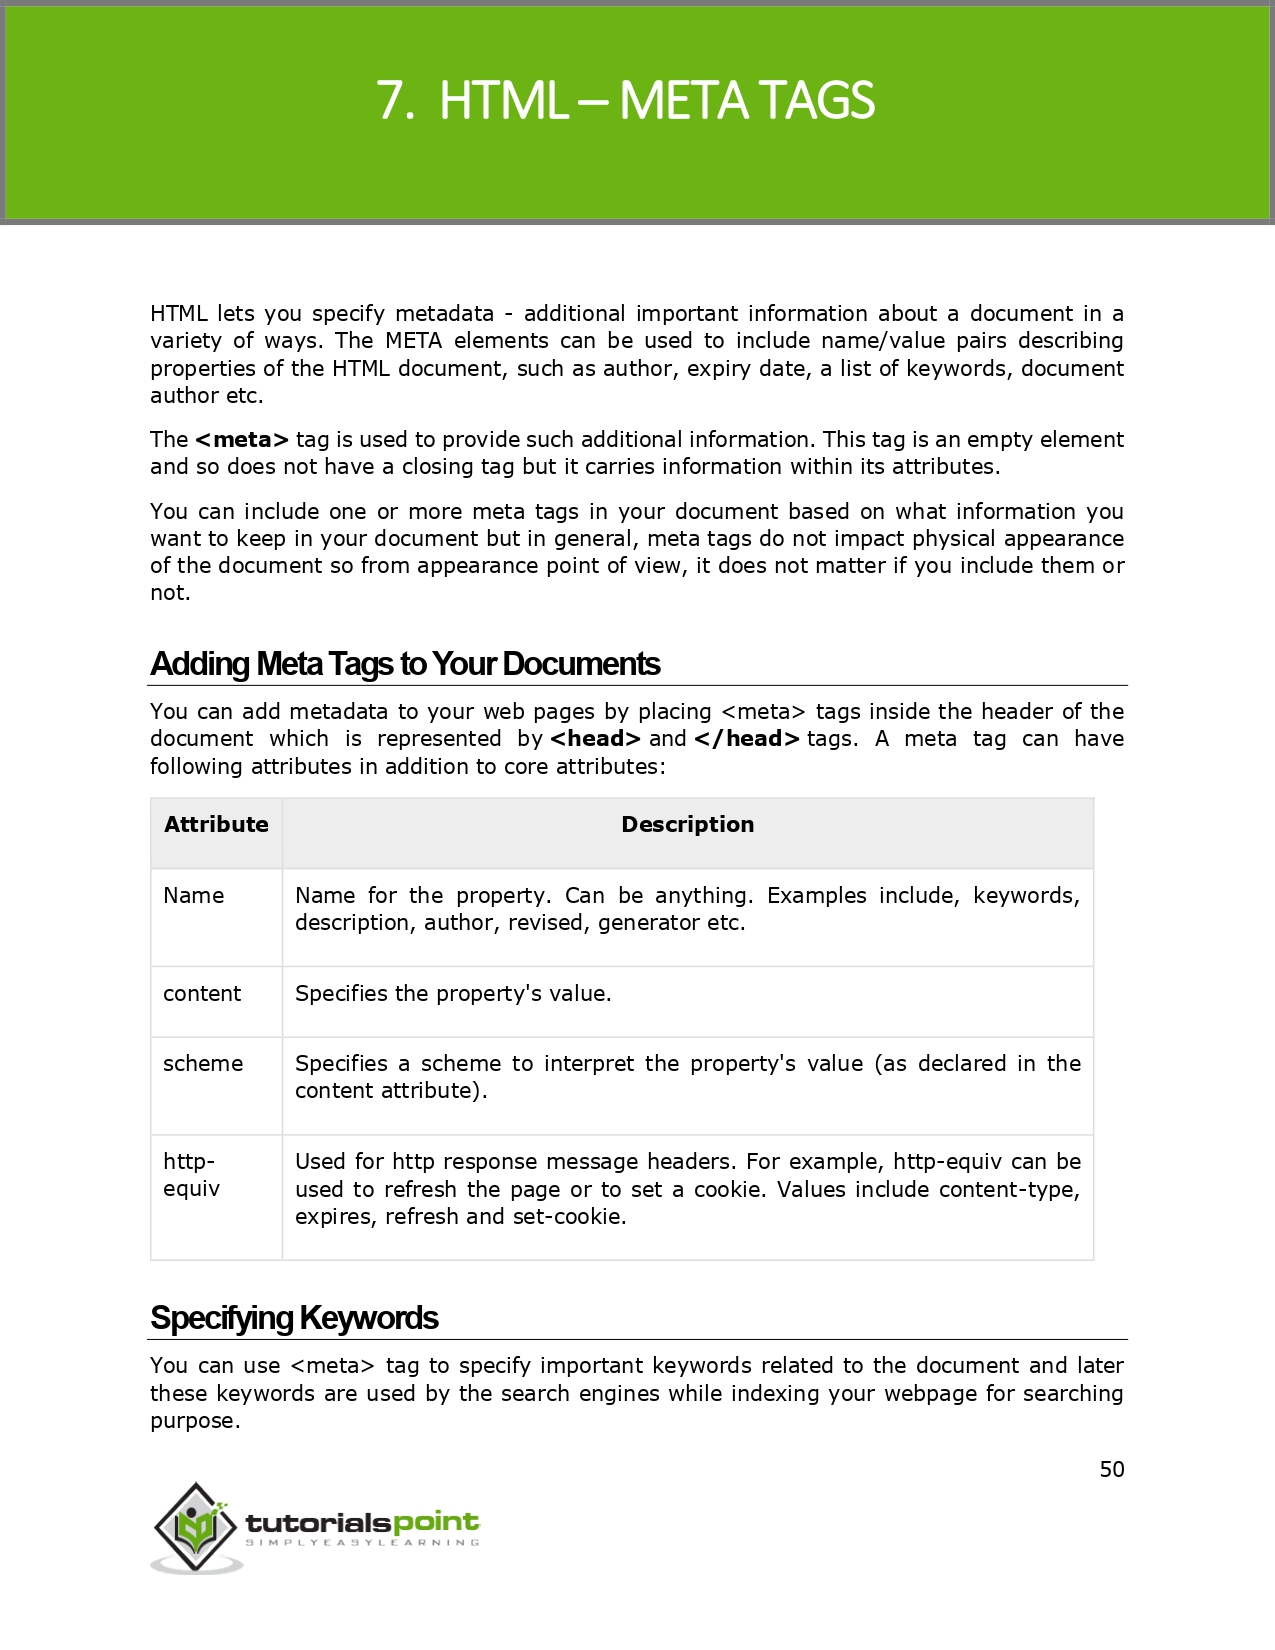 7. HTML – META TAGS
HTML lets you specify metadata - additional important information about a document in a
variety of ways. The META elements can be used to include name/value pairs describing
properties of the HTML document, such as author, expiry date, a list of keywords, document
author etc.
The <meta> tag is used to provide such additional information. This tag is an empty element
and so does not have a closing tag but it carries information within its attributes.
You can include one or more meta tags in your document based on what information you
want to keep in your document but in general, meta tags do not impact physical appearance
of the document so from appearance point of view, it does not matter if you include them or
not.
Adding Meta Tags to Your Documents
You can add metadata to your web pages by placing <meta> tags inside the header of the
document which is represented by <head> and </head> tags. A meta tag can have
following attributes in addition to core attributes:
Attribute Description
Name Name for the property. Can be anything. Examples include, keywords,
description, author, revised, generator etc.
content Specifies the property's value.
scheme Specifies a scheme to interpret the property's value (as declared in the
content attribute).
http- Used for http response message headers. For example, http-equiv can be
equiv used to refresh the page or to set a cookie. Values include content-type,
expires, refresh and set-cookie.
Specifying Keywords
You can use <meta> tag to specify important keywords related to the document and later
these keywords are used by the search engines while indexing your webpage for searching
purpose.
50
tutorialspoint
SIMPLYEASYLEARNING